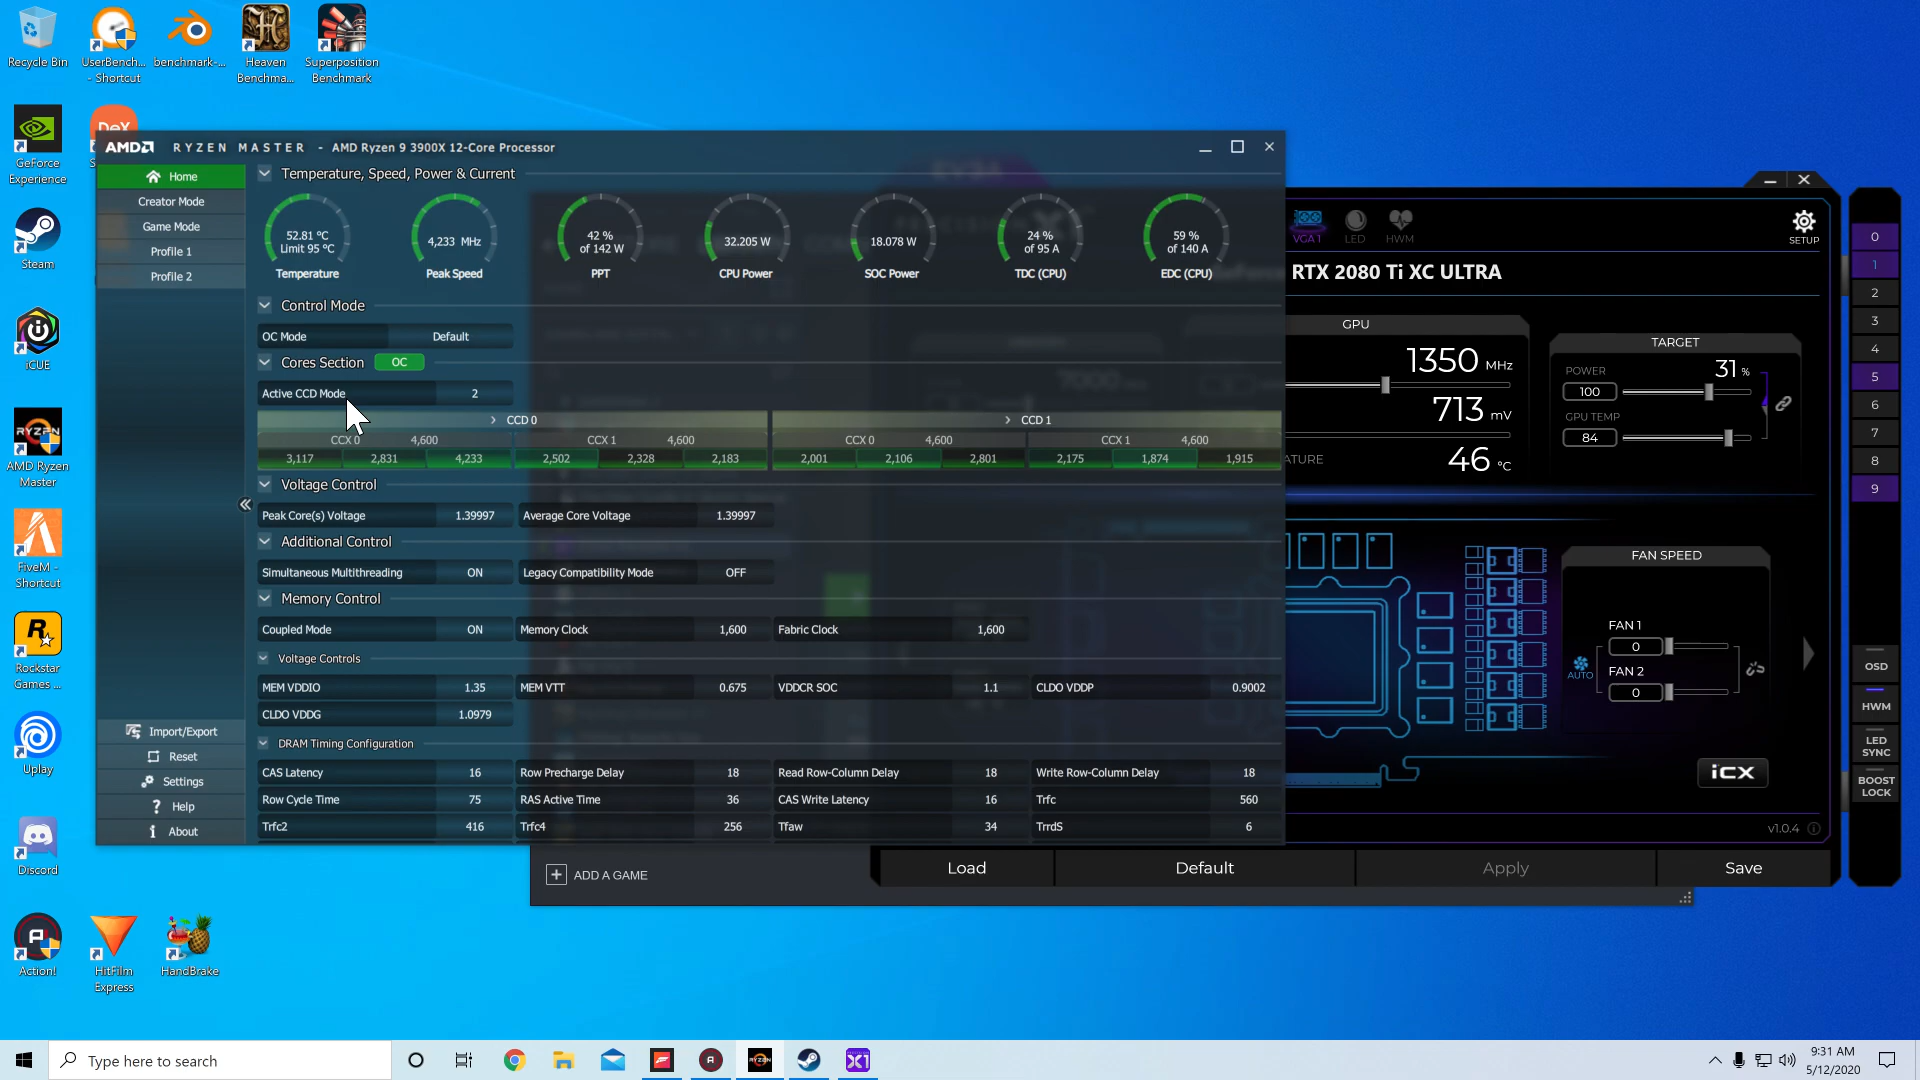 Recycle Bin
UserBench...
- Shortcut
benchmark-...
Heaven
Benchma...
Superposition
Benchmark
GeForce
Experience
DeX
Steam
iCUE
AMD Ryzen
Master
FiveM -
Shortcut
Rockstar
Games ...
Uplay
Discord
Action!
HitFilm
Express
HandBrake
AMD RYZEN MASTER - AMD Ryzen 9 3900X 12-Core Processor
Home
Creator Mode
Game Mode
Profile 1
Profile 2
Import/Export
Reset
Settings
Help
About
Temperature, Speed, Power & Current
52.81 °C
Limit 95 °C
Temperature
4,233 MHz
Peak Speed
42 %
of 142 W
PPT
32.205 W
CPU Power
18.078 W
SOC Power
24 %
of 95 A
TDC (CPU)
59 %
of 140 A
EDC (CPU)
Control Mode
OC Mode Default
Cores Section OC
Active CCD Mode 2
CCD 0 CCD 1
CCX 0 4,600 CCX 1 4,600 CCX 0 4,600 CCX 1 4,600
3,117 2,831 4,233 2,502 2,328 2,183 2,001 2,106 2,801 2,175 1,874 1,915
Voltage Control
Peak Core(s) Voltage 1.39997 Average Core Voltage 1.39997
Additional Control
Simultaneous Multithreading ON Legacy Compatibility Mode OFF
Memory Control
Coupled Mode ON Memory Clock 1,600 Fabric Clock 1,600
Voltage Controls
MEM VDDIO 1.35 MEM VTT 0.675 VDDCR SOC 1.1 CLDO VDDP 0.9002
CLDO VDDG 1.0979
DRAM Timing Configuration
CAS Latency 16 Row Precharge Delay 18 Read Row-Column Delay 18 Write Row-Column Delay 18
Row Cycle Time 75 RAS Active Time 36 CAS Write Latency 16 Trfc 560
Trfc2 416 Trfc4 256 Tfaw 34 TrrdS 6
ADD A GAME
VGA 1 LED HWM
SETUP
RTX 2080 Ti XC ULTRA
GPU
1350 MHz
713 mV
46 °C
TARGET
POWER 31 %
100
GPU TEMP
84
FAN SPEED
FAN 1
0
AUTO
FAN 2
0
iCX
v1.0.4
Load Default Apply Save
0
1
2
3
4
5
6
7
8
9
OSD
HWM
LED
SYNC
BOOST
LOCK
Type here to search
RYZEN
X1
9:31 AM
5/12/2020